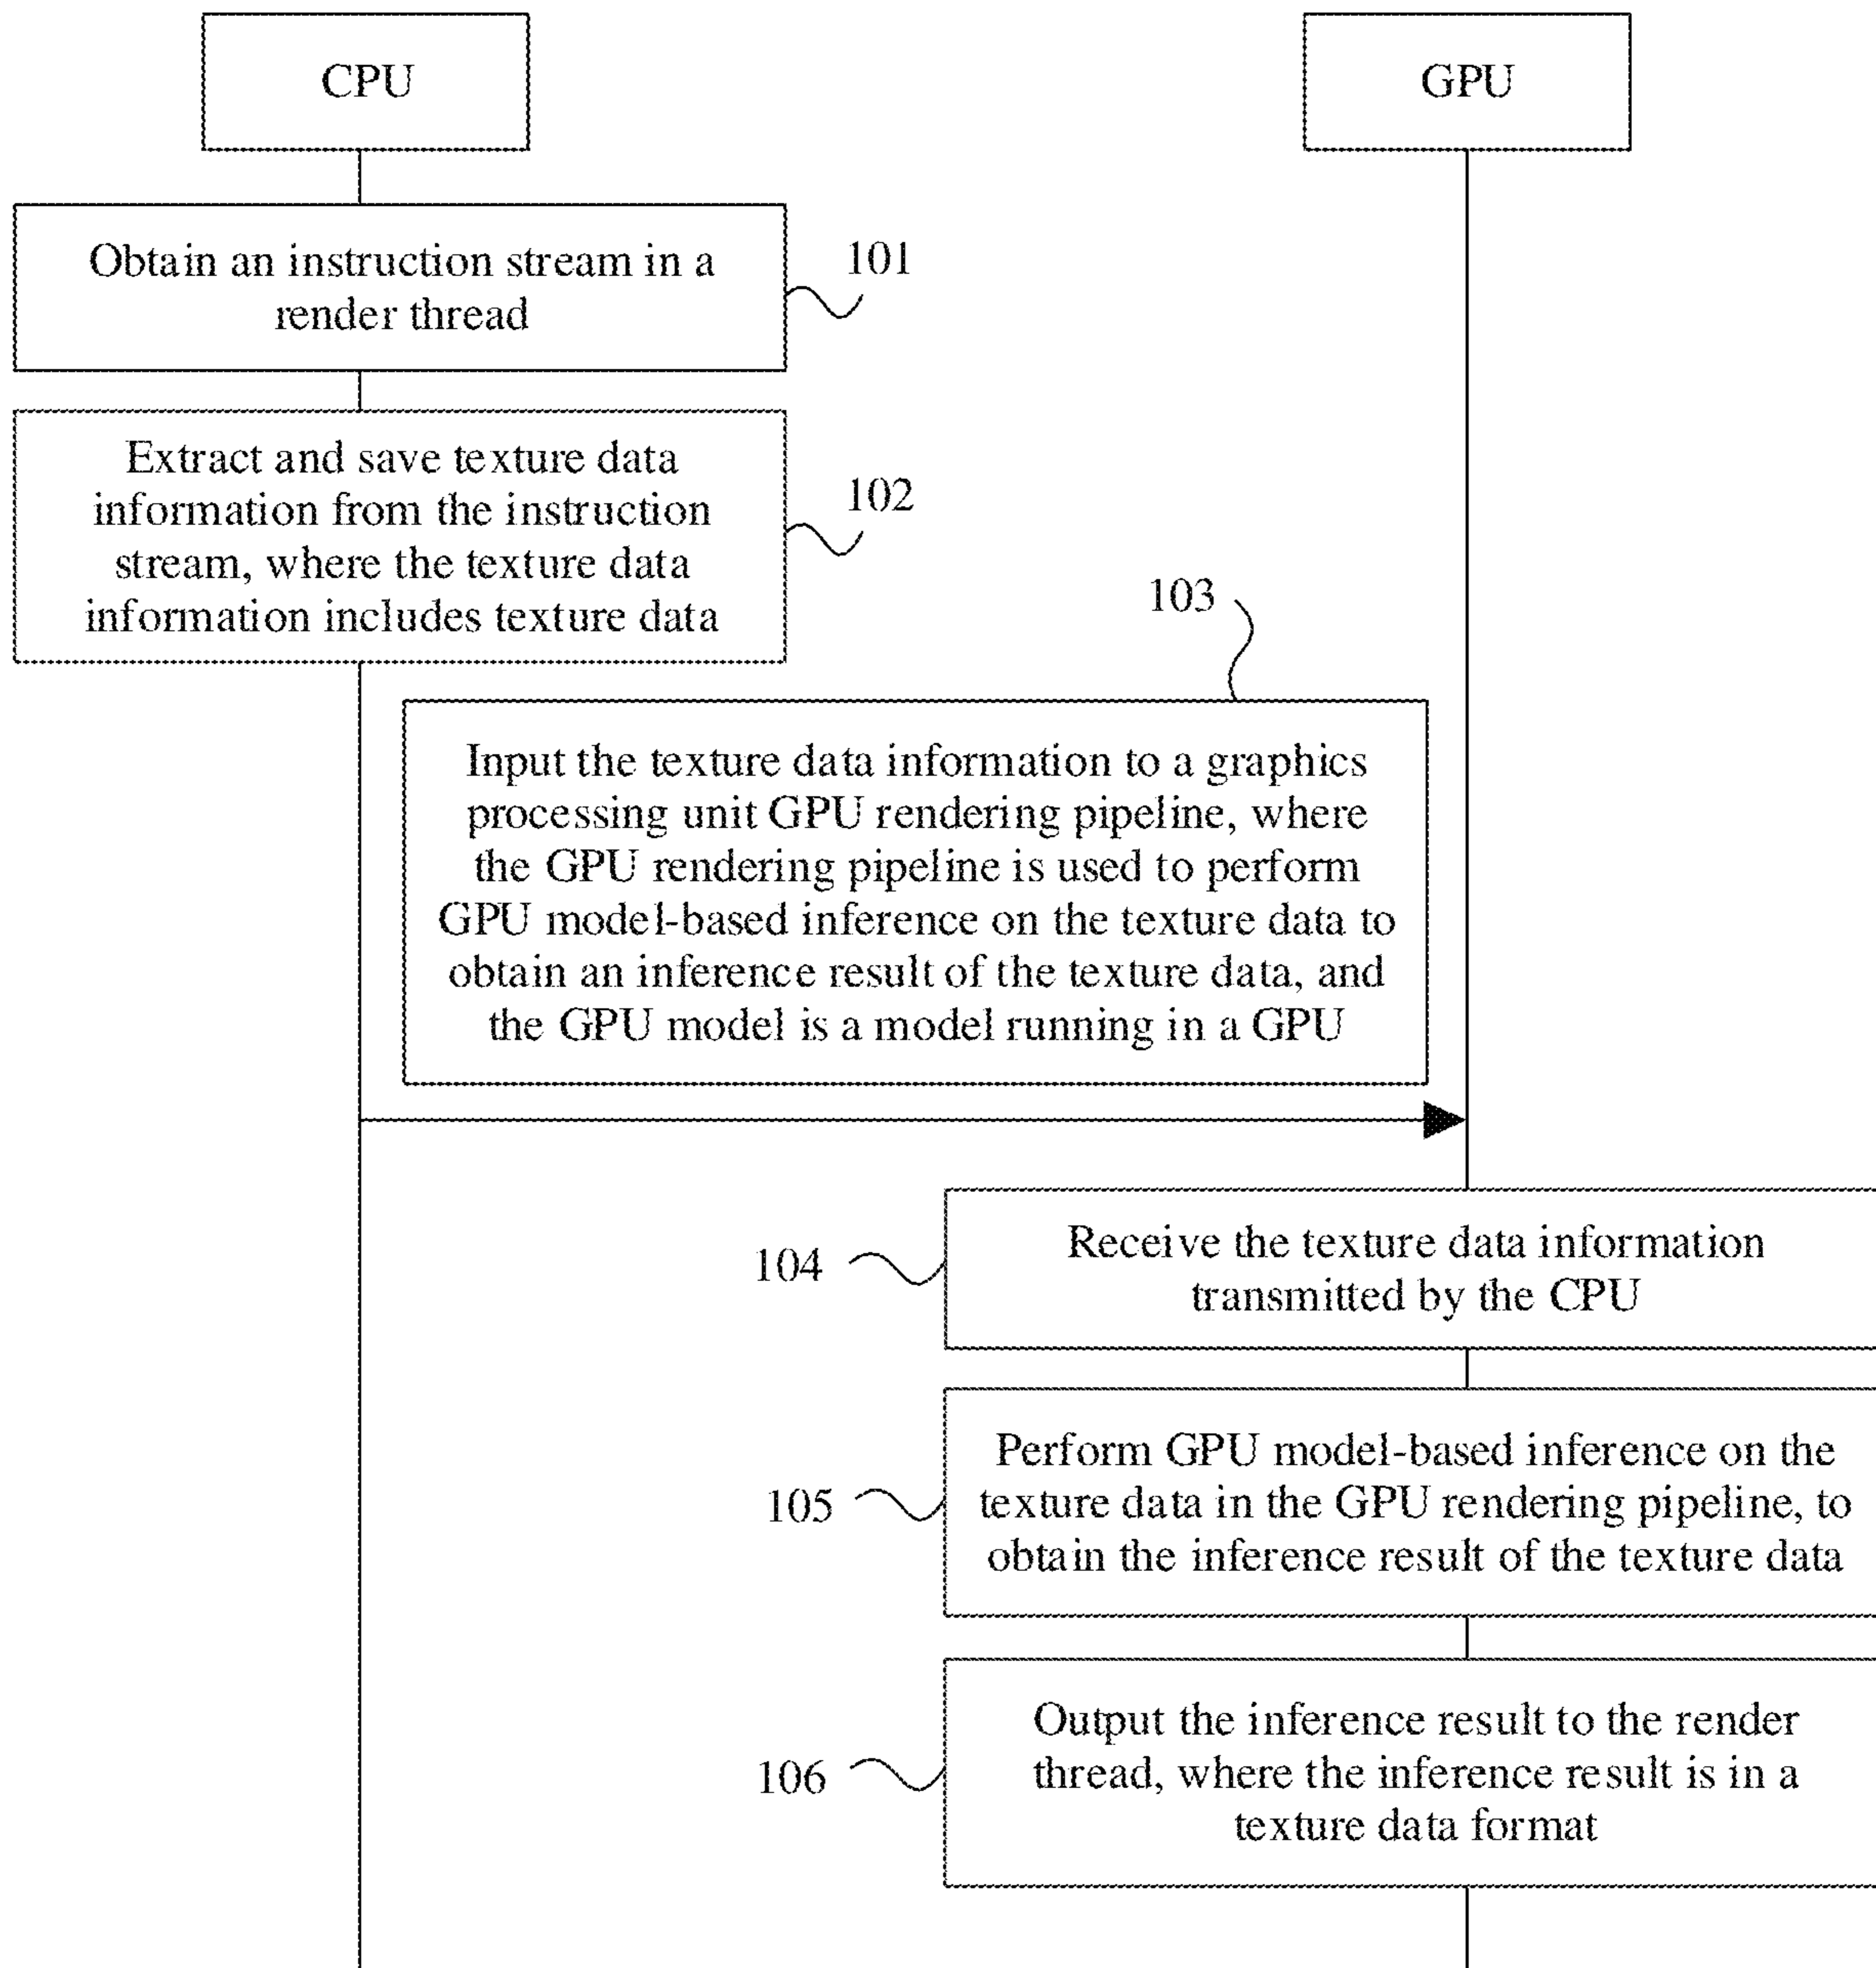 CPU
GPU
Obtain an instruction stream in a
render thread
101
Extract and save texture data
information from the instruction
stream, where the texture data
information includes texture data
102
103
Input the texture data information to a graphics
processing unit GPU rendering pipeline, where
the GPU rendering pipeline is used to perform
GPU model-based inference on the texture data to
obtain an inference result of the texture data, and
the GPU model is a model running in a GPU
104
Receive the texture data information
transmitted by the CPU
105
Perform GPU model-based inference on the
texture data in the GPU rendering pipeline, to
obtain the inference result of the texture data
106
Output the inference result to the render
thread, where the inference result is in a
texture data format